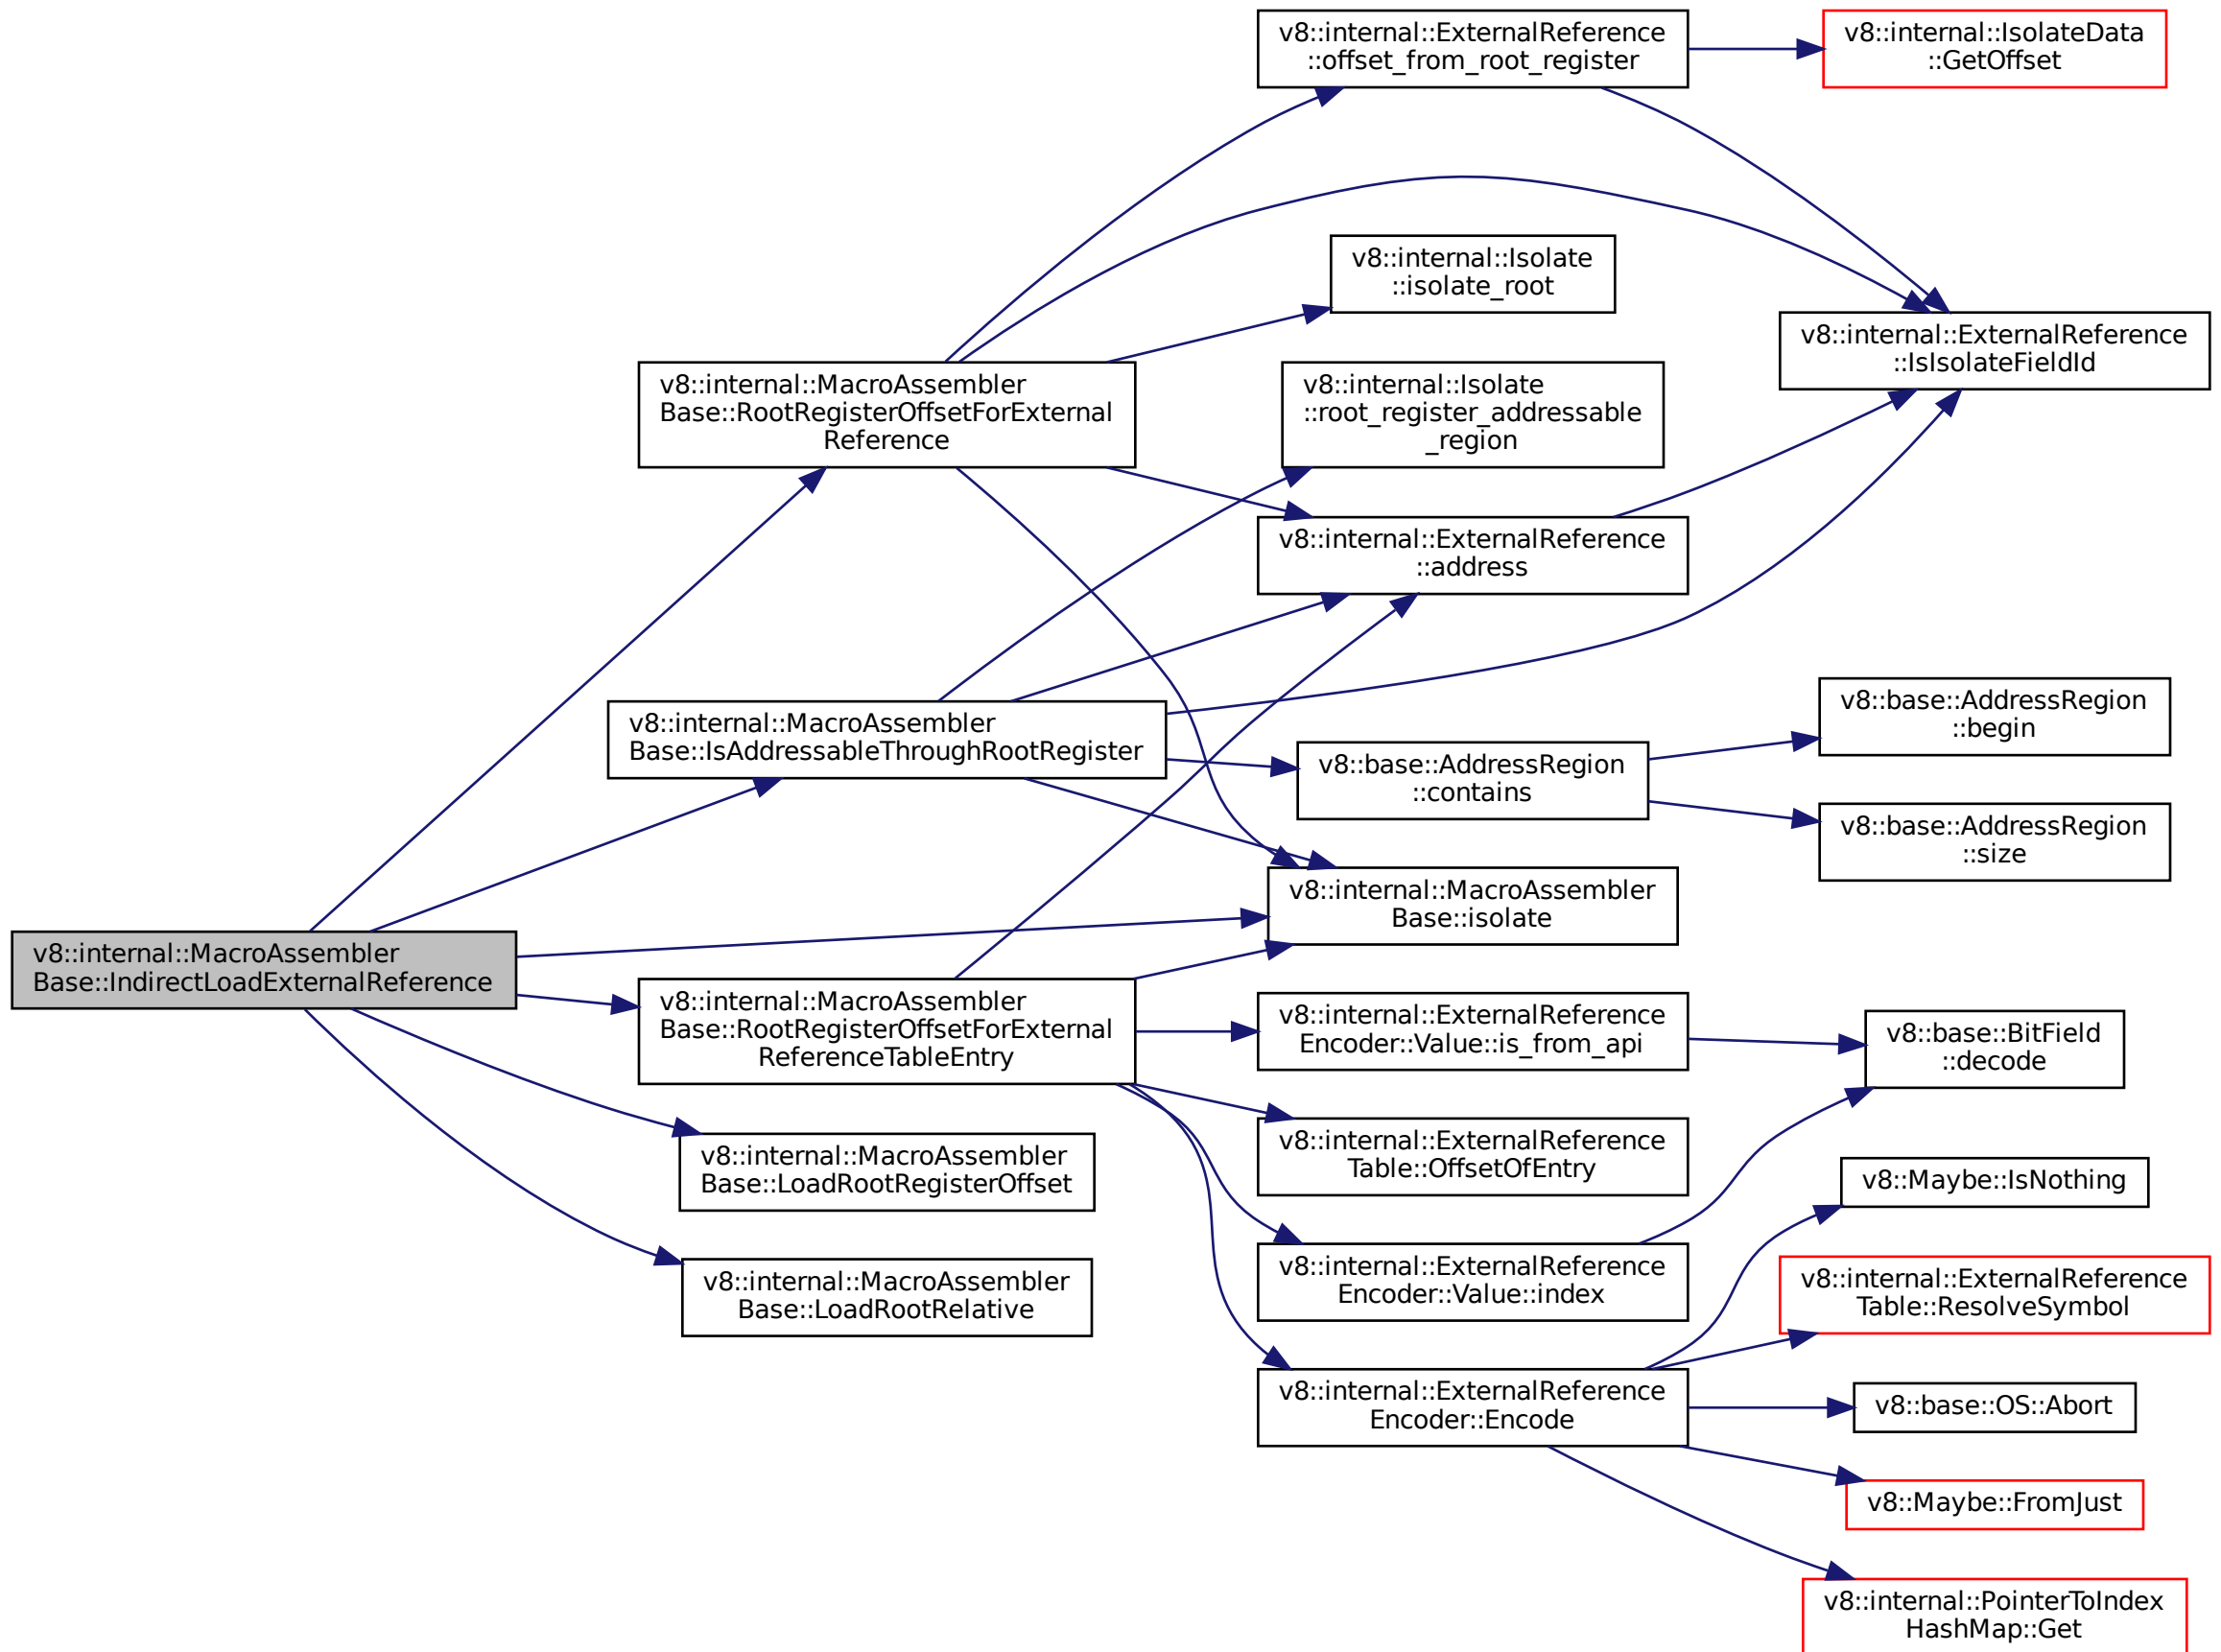 v8::internal::MacroAssembler
Base::IndirectLoadExternalReference
v8::internal::MacroAssembler
Base::RootRegisterOffsetForExternal
Reference
v8::internal::MacroAssembler
Base::IsAddressableThroughRootRegister
v8::internal::MacroAssembler
Base::RootRegisterOffsetForExternal
ReferenceTableEntry
v8::internal::MacroAssembler
Base::LoadRootRegisterOffset
v8::internal::MacroAssembler
Base::LoadRootRelative
v8::internal::ExternalReference
::offset_from_root_register
v8::internal::Isolate
::isolate_root
v8::internal::Isolate
::root_register_addressable
_region
v8::internal::ExternalReference
::address
v8::base::AddressRegion
::contains
v8::internal::MacroAssembler
Base::isolate
v8::internal::ExternalReference
Encoder::Value::is_from_api
v8::internal::ExternalReference
Table::OffsetOfEntry
v8::internal::ExternalReference
Encoder::Value::index
v8::internal::ExternalReference
Encoder::Encode
v8::internal::IsolateData
::GetOffset
v8::internal::ExternalReference
::IsIsolateFieldId
v8::base::AddressRegion
::begin
v8::base::AddressRegion
::size
v8::base::BitField
::decode
v8::Maybe::IsNothing
v8::internal::ExternalReference
Table::ResolveSymbol
v8::base::OS::Abort
v8::Maybe::FromJust
v8::internal::PointerToIndex
HashMap::Get